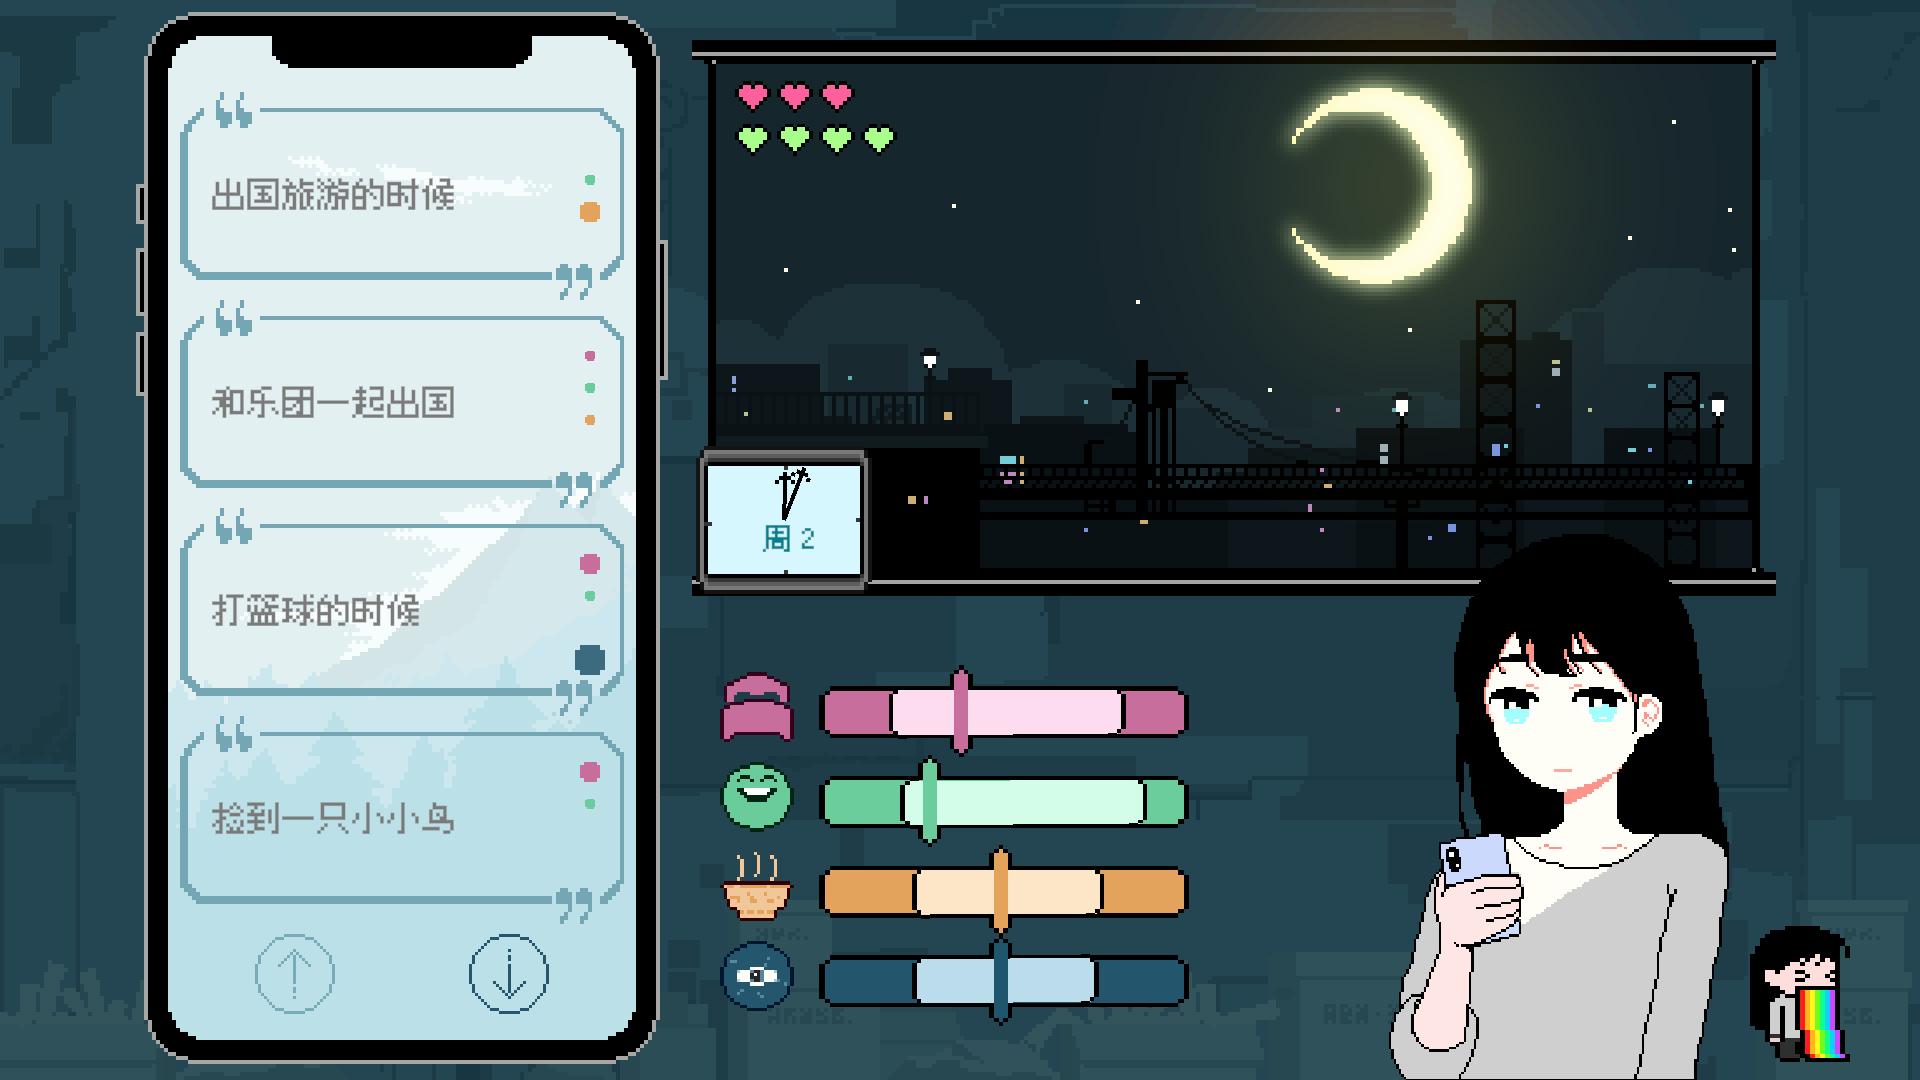 出国旅游的时候
和乐团一起出国
打篮球的时候
捡到一只小小鸟
周 2